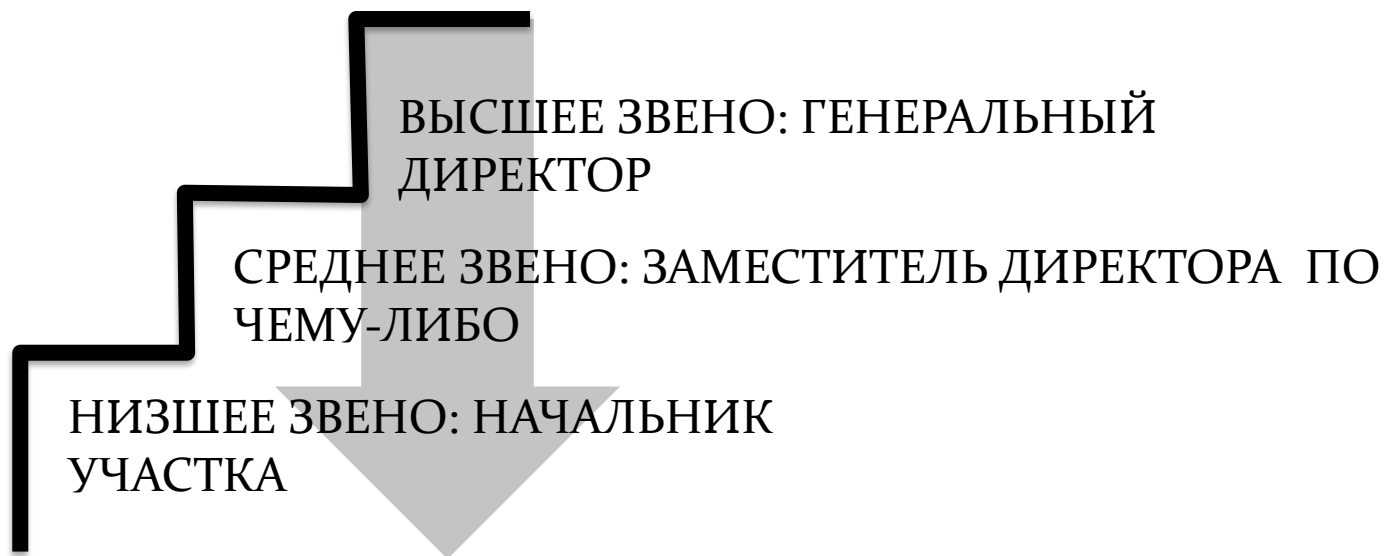 ВЫСШЕЕ ЗВЕНО: ГЕНЕРАЛЬНЫЙ
ДИРЕКТОР
СРЕДНЕЕ ЗВЕНО: ЗАМЕСТИТЕЛЬ ДИРЕКТОРА ПО
ЧЕМУ-ЛИБО
НИЗШЕЕ ЗВЕНО: НАЧАЛЬНИК
УЧАСТКА